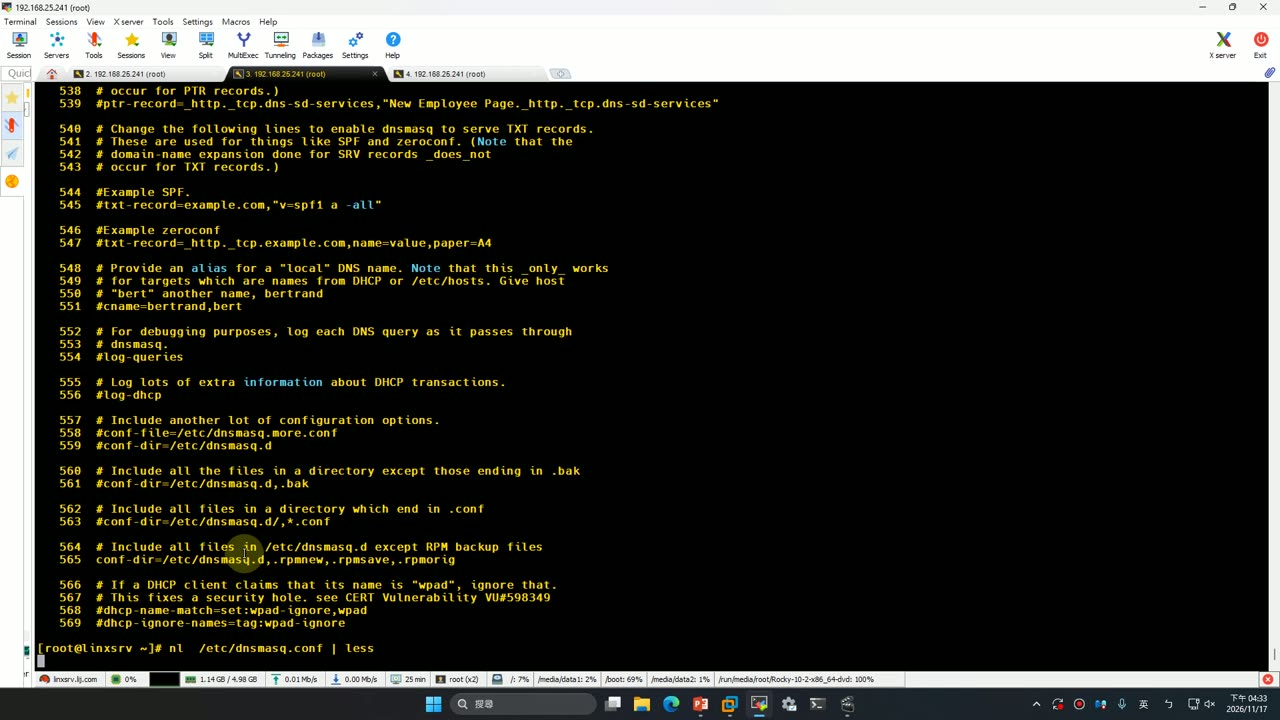 192.168.25.241 (root)
Terminal Sessions View X server Tools Settings Macros Help
Session Servers Tools Sessions View Split MultiExec Tunneling Packages Settings Help X server Exit
Quic 2. 192.168.25.241 (root) 3. 192.168.25.241 (root) 4. 192.168.25.241 (root)
538 # occur for PTR records.)
539 #ptr-record=_http._tcp.dns-sd-services,"New Employee Page._http._tcp.dns-sd-services"
540 # Change the following lines to enable dnsmasq to serve TXT records.
541 # These are used for things like SPF and zeroconf. (Note that the
542 # domain-name expansion done for SRV records _does_not
543 # occur for TXT records.)
544 #Example SPF.
545 #txt-record=example.com,"v=spf1 a -all"
546 #Example zeroconf
547 #txt-record=_http._tcp.example.com,name=value,paper=A4
548 # Provide an alias for a "local" DNS name. Note that this _only_ works
549 # for targets which are names from DHCP or /etc/hosts. Give host
550 # "bert" another name, bertrand
551 #cname=bertrand,bert
552 # For debugging purposes, log each DNS query as it passes through
553 # dnsmasq.
554 #log-queries
555 # Log lots of extra information about DHCP transactions.
556 #log-dhcp
557 # Include another lot of configuration options.
558 #conf-file=/etc/dnsmasq.more.conf
559 #conf-dir=/etc/dnsmasq.d
560 # Include all the files in a directory except those ending in .bak
561 #conf-dir=/etc/dnsmasq.d,.bak
562 # Include all files in a directory which end in .conf
563 #conf-dir=/etc/dnsmasq.d/,*.conf
564 # Include all files in /etc/dnsmasq.d except RPM backup files
565 conf-dir=/etc/dnsmasq.d,.rpmnew,.rpmsave,.rpmorig
566 # If a DHCP client claims that its name is "wpad", ignore that.
567 # This fixes a security hole. see CERT Vulnerability VU#598349
568 #dhcp-name-match=set:wpad-ignore,wpad
569 #dhcp-ignore-names=tag:wpad-ignore
[root@linxsrv ~]# nl /etc/dnsmasq.conf | less
linxsrv.lij.com 0% 1.14 GB / 4.98 GB 0.01 Mb/s 0.00 Mb/s 25 min root (x2) /: 7% /media/data1: 2% /boot: 69% /media/data2: 1% /run/media/root/Rocky-10-2-x86_64-dvd: 100%
搜尋 英 ㄅ 下午 04:33
2026/11/17